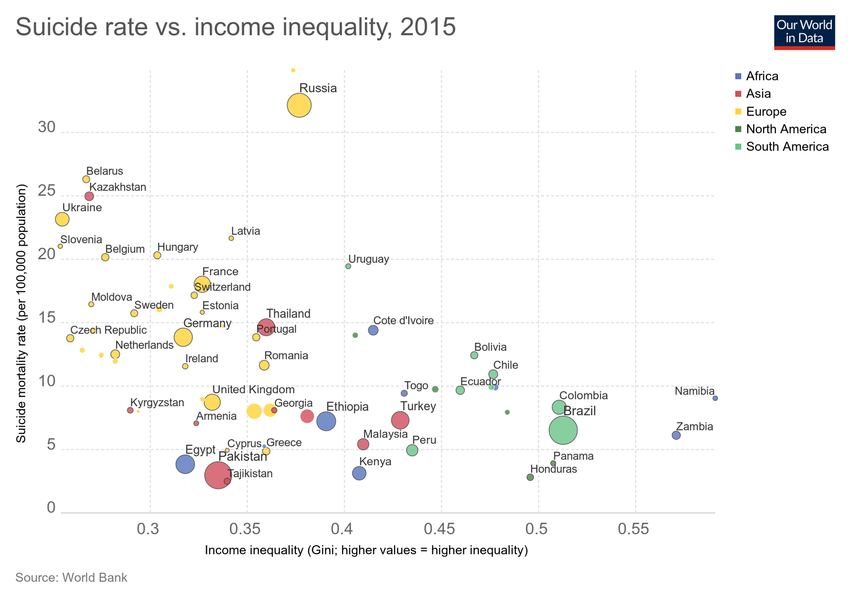 Suicide rate vs. income inequality, 2015
Our World
in Data
Africa
Asia
Europe
North America
South America
Suicide mortality rate (per 100,000 population)
30
25
20
15
10
5
0
Russia
Belarus
Kazakhstan
Ukraine
Slovenia
Belgium
Hungary
Latvia
Uruguay
France
Switzerland
Moldova
Sweden
Estonia
Czech Republic
Germany
Thailand
Portugal
Cote d'Ivoire
Netherlands
Ireland
Romania
Bolivia
Chile
Ecuador
Togo
Namibia
Kyrgyzstan
United Kingdom
Georgia
Armenia
Ethiopia
Turkey
Colombia
Brazil
Zambia
Egypt
Cyprus
Greece
Pakistan
Tajikistan
Malaysia
Peru
Kenya
Panama
Honduras
0.3
0.35
0.4
0.45
0.5
0.55
Income inequality (Gini; higher values = higher inequality)
Source: World Bank